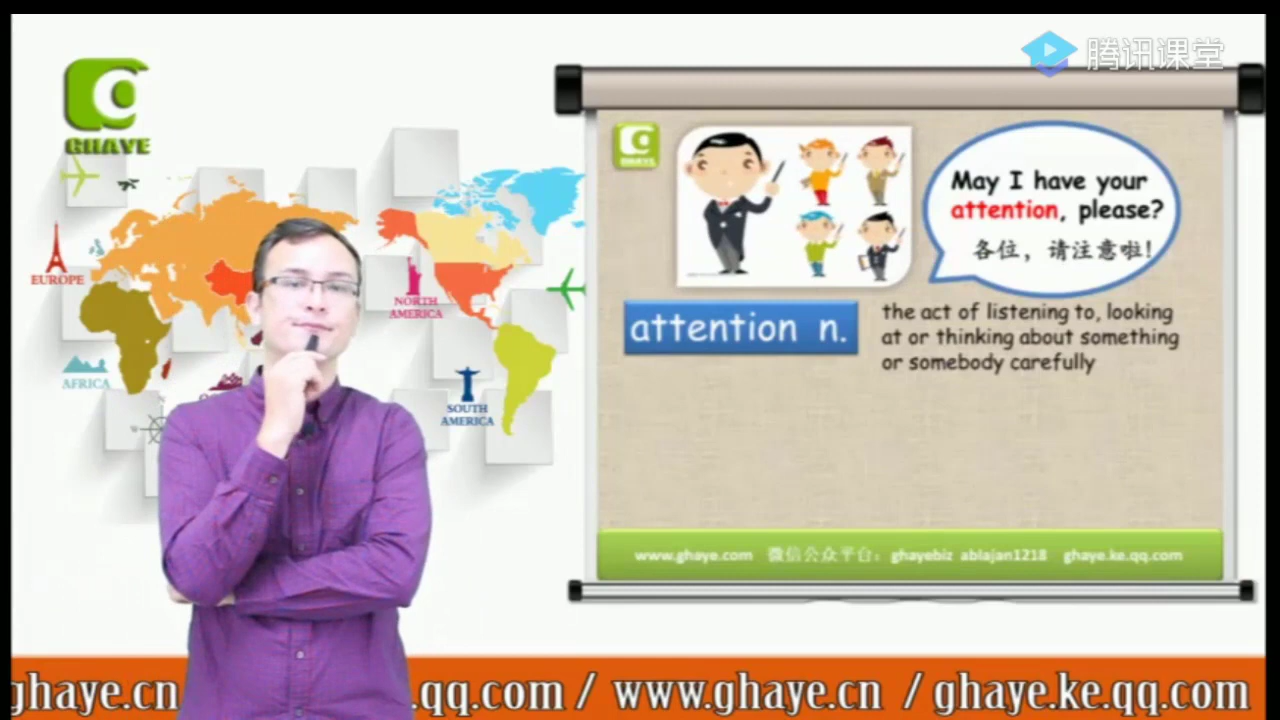 腾讯课堂
GHAYE
EUROPE
AFRICA
NORTH
AMERICA
SOUTH
AMERICA
GHAYE
May I have your
attention, please?
各位，请注意啦!
attention n.
the act of listening to, looking
at or thinking about something
or somebody carefully
www.ghaye.com 微信公众平台: ghayebiz ablajan1218 ghaye.ke.qq.com
ghaye.cn .qq.com / www.ghaye.cn / ghaye.ke.qq.com